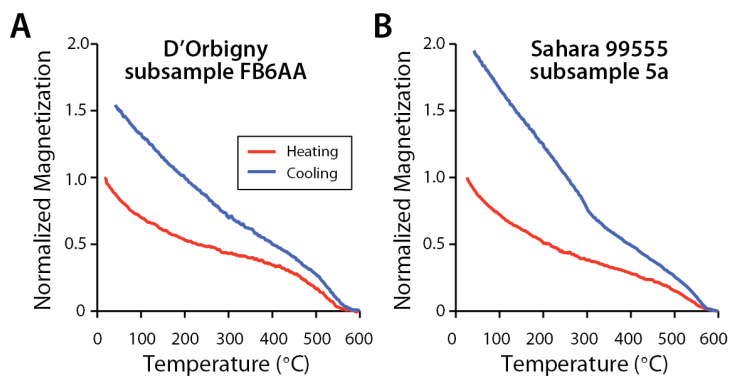 A
D’Orbigny
subsample FB6AA
2.0
1.5
1.0
0.5
0
Normalized Magnetization
Heating
Cooling
0 100 200 300 400 500 600
Temperature (°C)
B
Sahara 99555
subsample 5a
2.0
1.5
1.0
0.5
0
Normalized Magnetization
0 100 200 300 400 500 600
Temperature (°C)